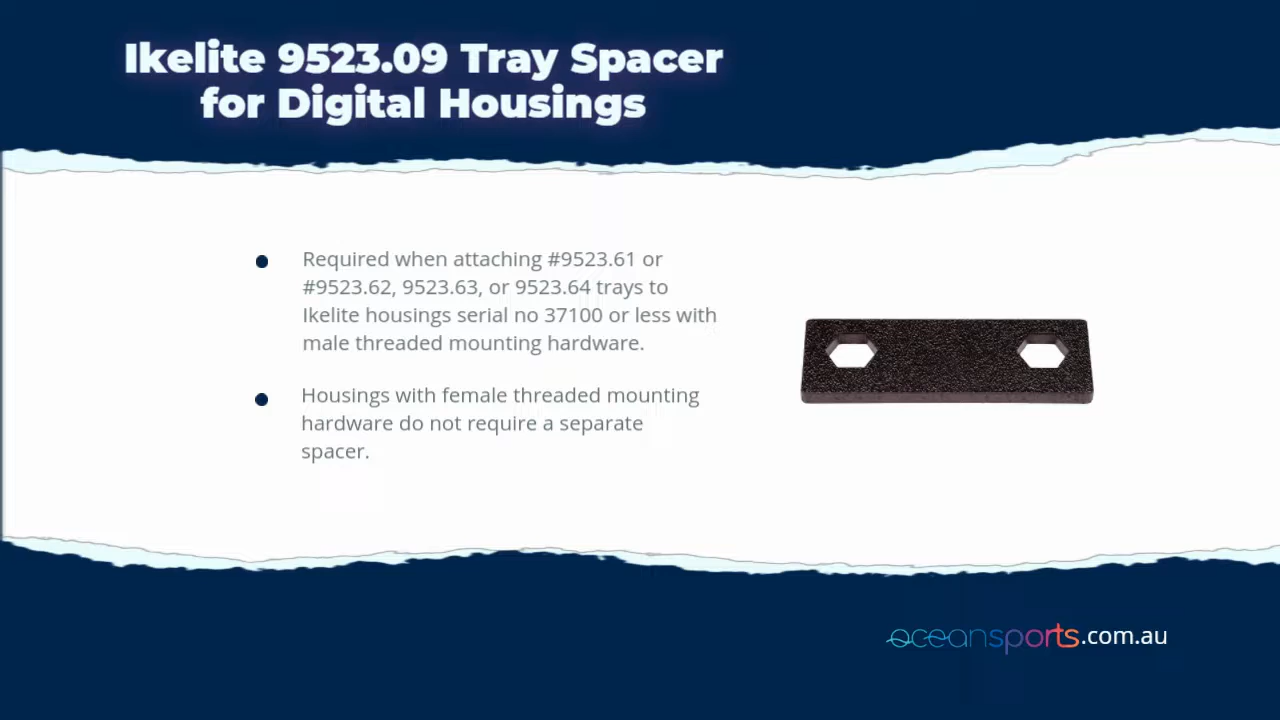 Ikelite 9523.09 Tray Spacer
for Digital Housings
Required when attaching #9523.61 or
#9523.62, 9523.63, or 9523.64 trays to
Ikelite housings serial no 37100 or less with
male threaded mounting hardware.
Housings with female threaded mounting
hardware do not require a separate
spacer.
oceansports.com.au